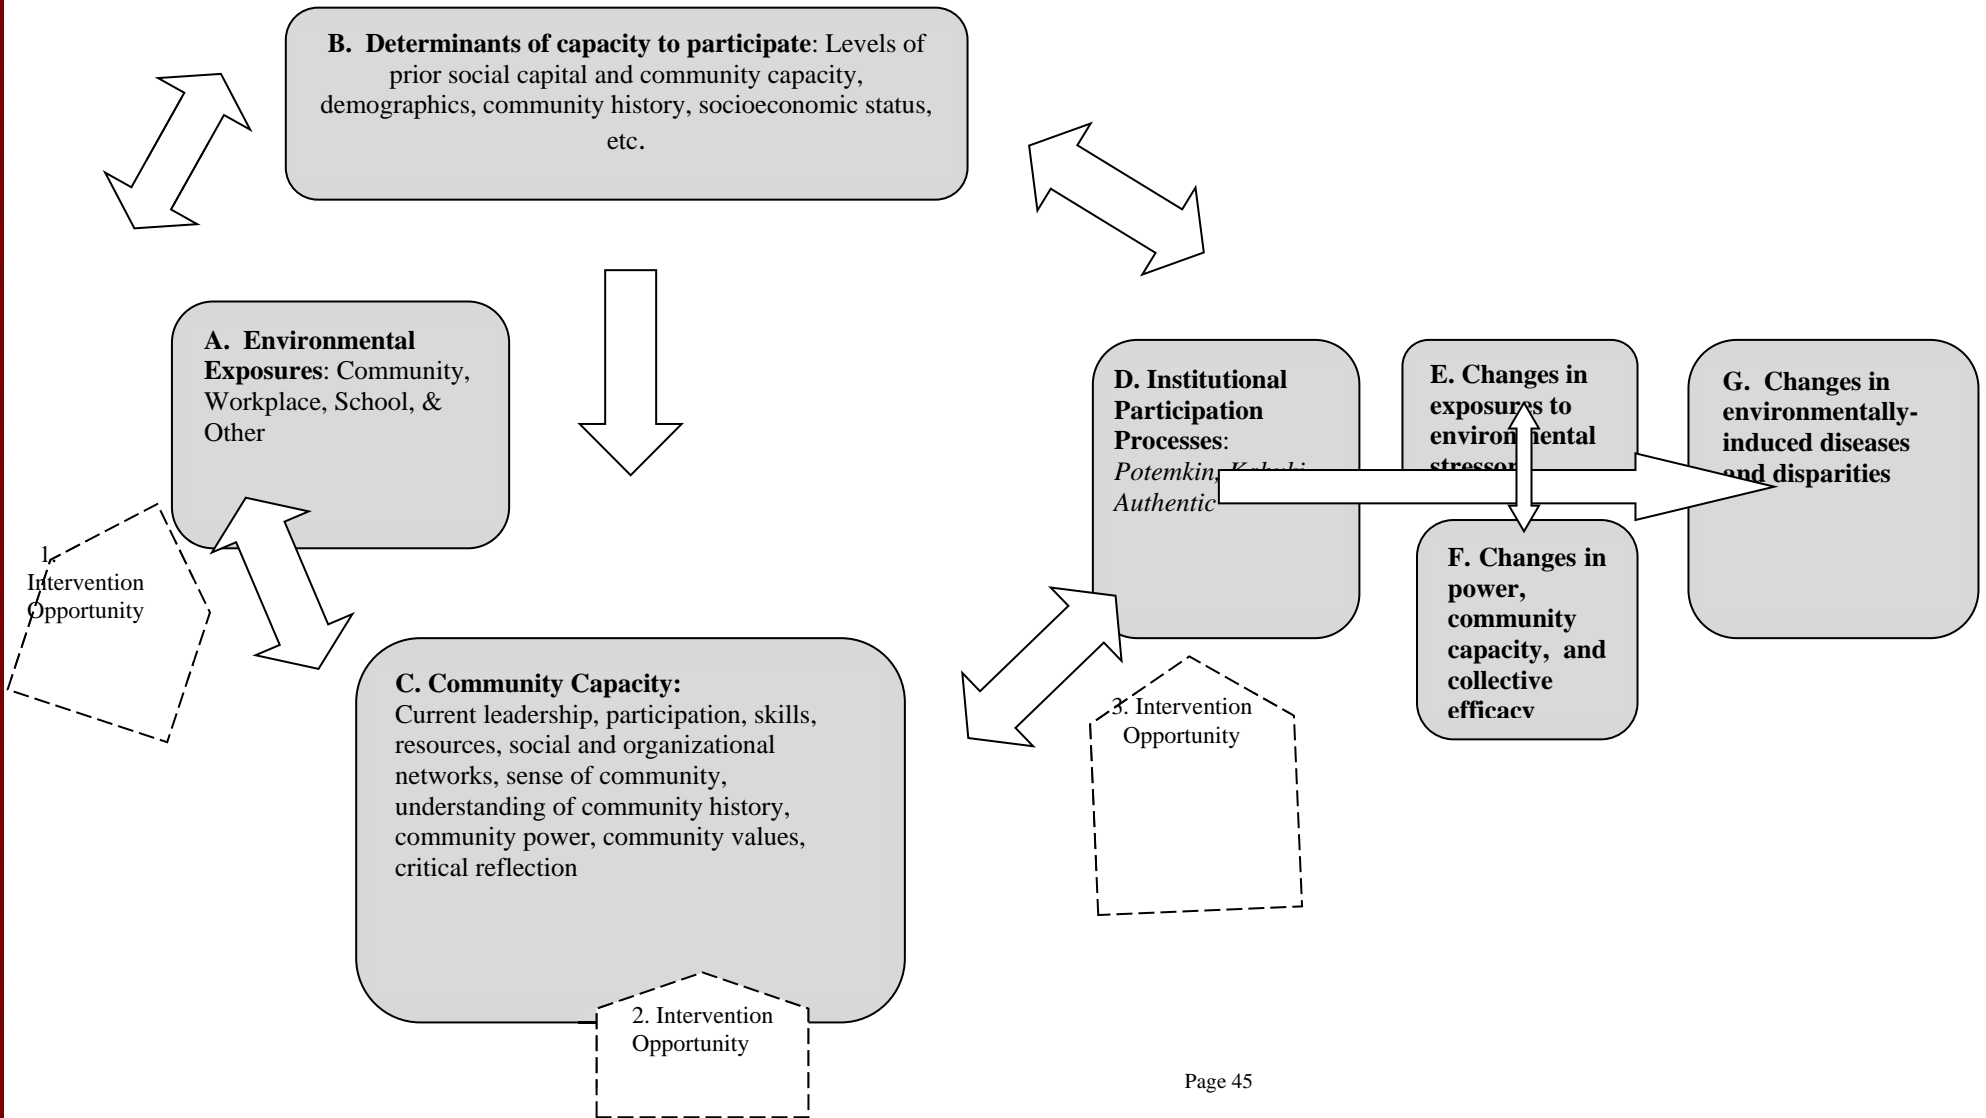 B. Determinants of capacity to participate: Levels of
prior social capital and community capacity,
demographics, community history, socioeconomic status,
etc.
A. Environmental
Exposures: Community,
Workplace, School, &
Other
1.
Intervention
Opportunity
C. Community Capacity:
Current leadership, participation, skills,
resources, social and organizational
networks, sense of community,
understanding of community history,
community power, community values,
critical reflection
2. Intervention
Opportunity
D. Institutional
Participation
Processes:
Potemkin, Kabuki,
Authentic
3. Intervention
Opportunity
E. Changes in
exposures to
environmental
stressor
F. Changes in
power,
community
capacity, and
collective
efficacy
G. Changes in
environmentally-
induced diseases
and disparities
Page 45